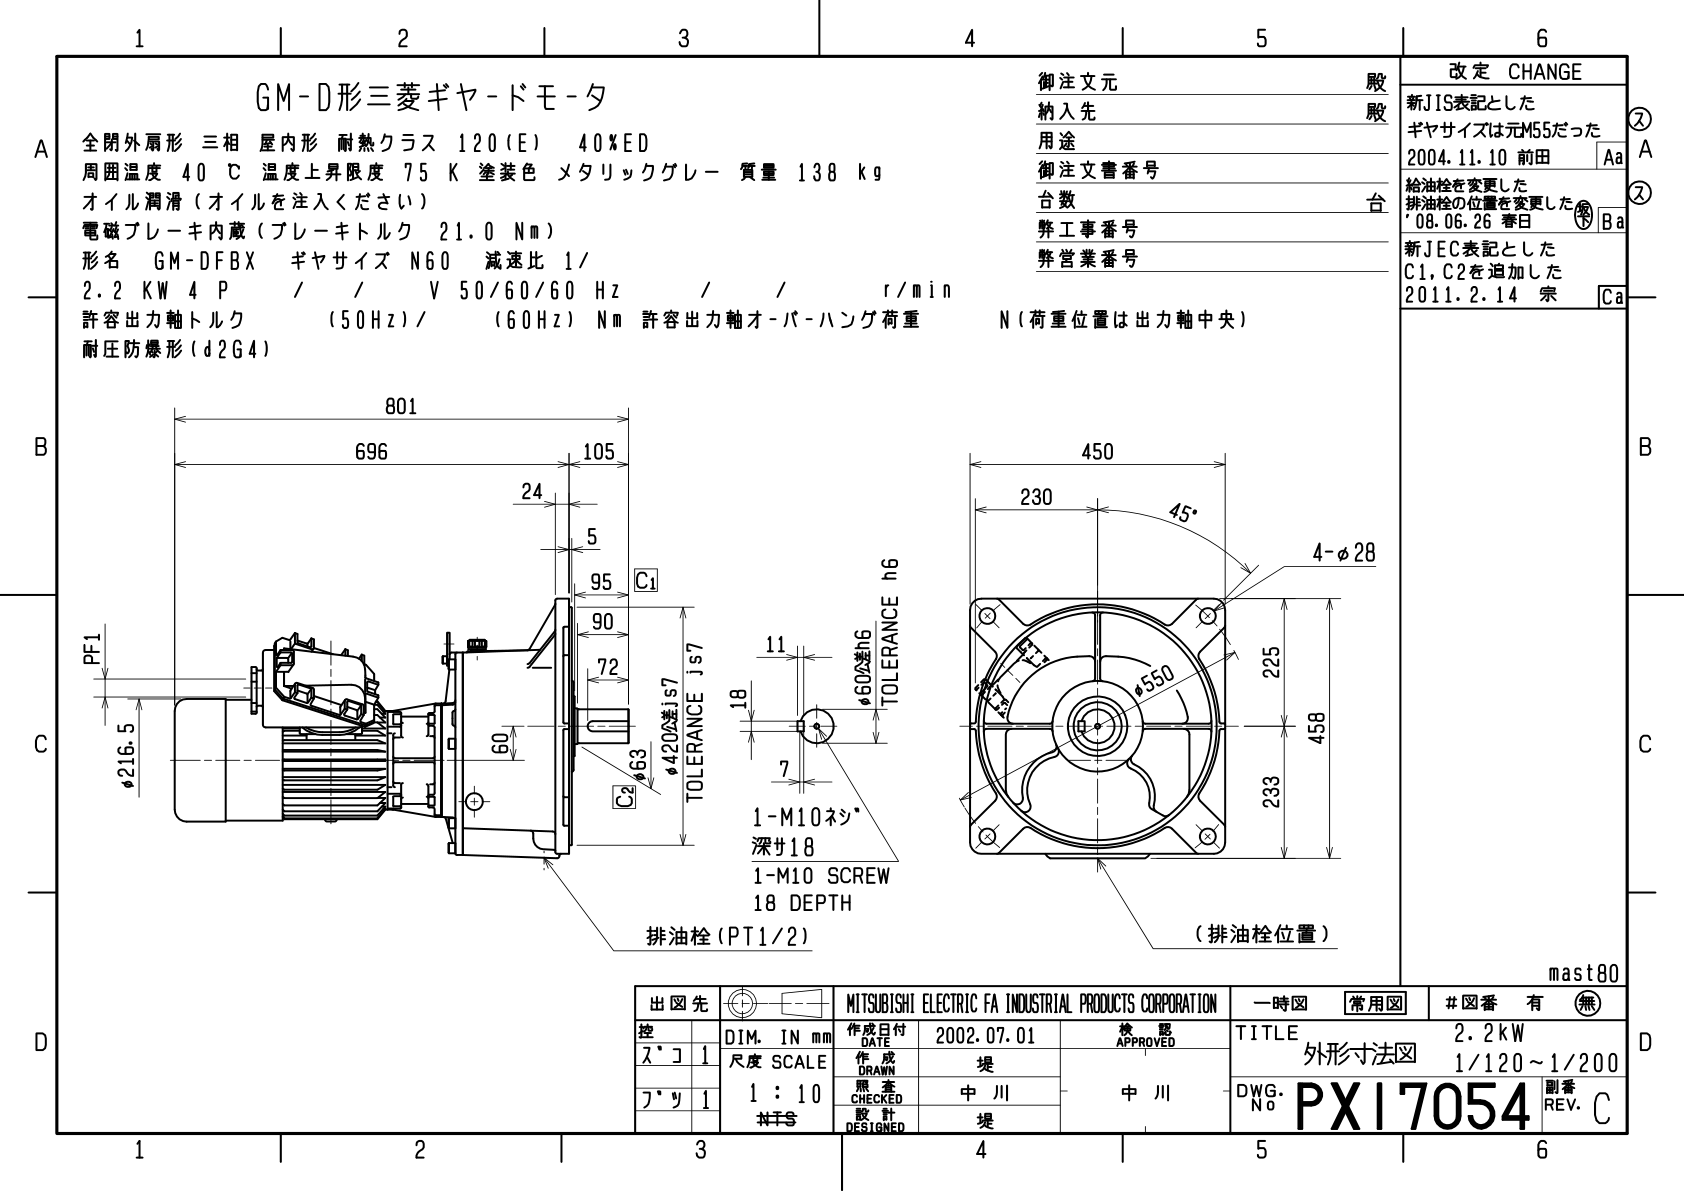 1 2 3 4 5 6
GM-D形三菱ギヤードモータ
全閉外扇形 三相 屋内形 耐熱クラス 120(E) 40%ED
周囲温度 40 ℃ 温度上昇限度 75 K 塗装色 メタリックグレー 質量 138 kg
オイル潤滑(オイルを注入ください)
電磁ブレーキ内蔵(ブレーキトルク 21.0 Nm)
形名 GM-DFBX ギヤサイズ N60 減速比 1/
2.2 KW 4 P / / V 50/60/60 Hz / / r/min
許容出力軸トルク (50Hz)/ (60Hz) Nm 許容出力軸オーバーハング荷重 N(荷重位置は出力軸中央)
耐圧防爆形(d2G4)
御注文元 殿
納入先 殿
用途
御注文書番号
台数 台
弊工事番号
弊営業番号
改定 CHANGE
新JIS表記とした
ギヤサイズは元M55だった
2004.11.10 前田 Aa
給油栓を変更した
排油栓の位置を変更した
'08.06.26 春日 Ba
新JEC表記とした
C1,C2を追加した
2011.2.14 宗 Ca
ス
ス
A A
B B
C C
D D
801
696 105
24
5
95 C1
90
72
PF1
φ216.5
60
φ63
C2
φ420公差js7
TOLERANCE js7
11
18
7
φ60公差h6
TOLERANCE h6
1-M10ネジ
深サ18
1-M10 SCREW
18 DEPTH
排油栓(PT1/2)
450
230
45°
4-φ28
φ550
225
233
458
(排油栓位置)
mast80
出図先
控
ズコ 1
ブツ 1
DIM. IN mm
尺度 SCALE
1 : 10
NTS
MITSUBISHI ELECTRIC FA INDUSTRIAL PRODUCTS CORPORATION
作成日付 DATE 2002.07.01
検認 APPROVED
作成 DRAWN 堤
照査 CHECKED 中川 中川
設計 DESIGNED 堤
一時図 常用図 #図番 有 無
TITLE 2.2kW
外形寸法図 1/120~1/200
DWG. No PX17054 副番 REV. C
1 2 3 4 5 6